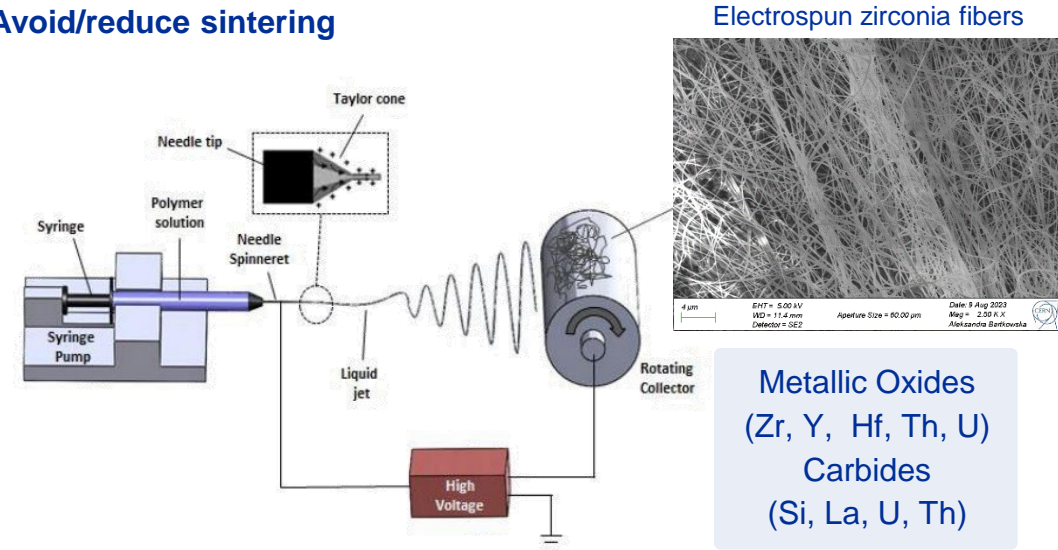 Avoid/reduce sintering
Electrospun zirconia fibers
Taylor cone
Needle tip
Polymer
solution
Syringe
Needle
Spinneret
Syringe
Pump
Liquid
jet
Rotating
Collector
High
Voltage
4 µm
EHT = 5.00 kV
WD = 11.4 mm
Detector = SE2
Aperture Size = 60.00 µm
Date: 9 Aug 2023
Mag = 2.50 K X
Aleksandra Bartkowska
CERN
Metallic Oxides
(Zr, Y, Hf, Th, U)
Carbides
(Si, La, U, Th)